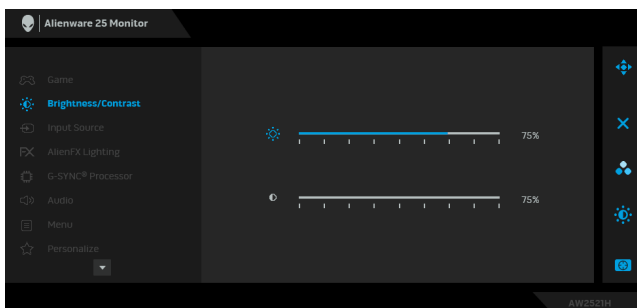 Alienware 25 Monitor
Game
Brightness/Contrast
75%
Input Source
AlienFX Lighting
G-SYNC® Processor
Audio
75%
Menu
Personalize
AW2521H